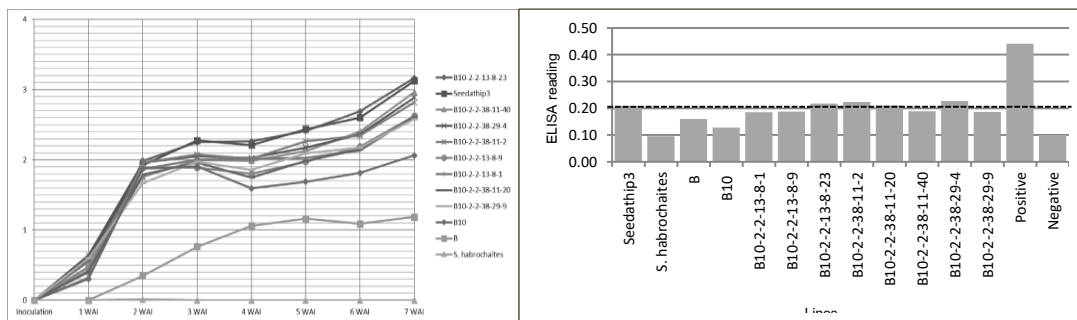 4
3
2
1
0
Inoculation 1 WAI 2 WAI 3 WAI 4 WAI 5 WAI 6 WAI 7 WAI
B10-2-2-13-8-23
Seedathip3
B10-2-2-38-11-40
B10-2-2-38-29-4
B10-2-2-38-11-2
B10-2-2-13-8-9
B10-2-2-13-8-1
B10-2-2-38-11-20
B10-2-2-38-29-9
B10
B
S. habrochaites
ELISA reading
0.50
0.40
0.30
0.20
0.10
0.00
Seedathip3
S. habrochaites
B
B10
B10-2-2-13-8-1
B10-2-2-13-8-9
B10-2-2-13-8-23
B10-2-2-38-11-2
B10-2-2-38-11-20
B10-2-2-38-11-40
B10-2-2-38-29-4
B10-2-2-38-29-9
Positive
Negative
Lines